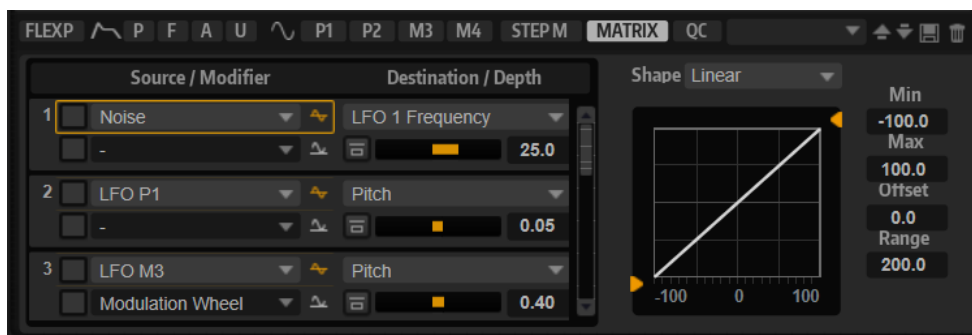 FLEXP P F A U P1 P2 M3 M4 STEP M MATRIX QC
Source / Modifier Destination / Depth
1 Noise LFO 1 Frequency
- 25.0
2 LFO P1 Pitch
- 0.05
3 LFO M3 Pitch
Modulation Wheel 0.40
Shape Linear
-100 0 100
Min
-100.0
Max
100.0
Offset
0.0
Range
200.0